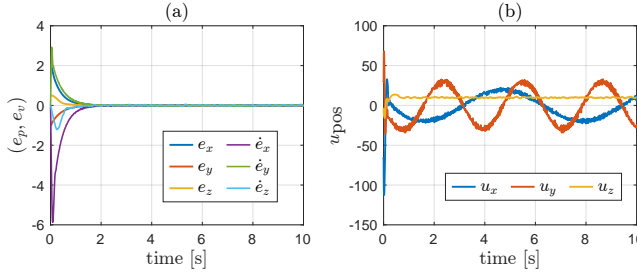 (a)
(e_p, e_v)
4
2
0
-2
-4
-6
e_x ė_x
e_y ė_y
e_z ė_z
0 2 4 6 8 10
time [s]
(b)
u_pos
100
50
0
-50
-100
-150
u_x u_y u_z
0 2 4 6 8 10
time [s]